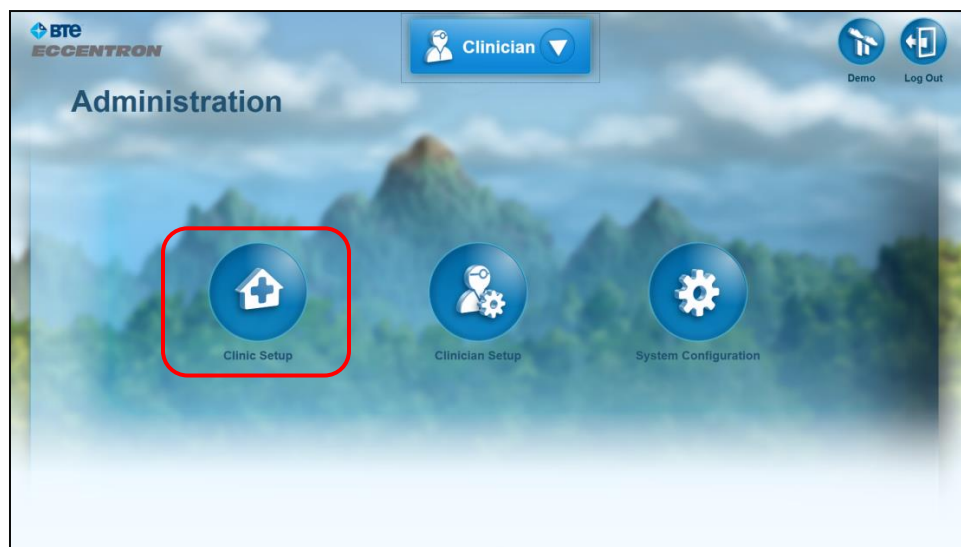 BTE
ECCENTRON
Clinician
Demo
Log Out
Administration
Clinic Setup
Clinician Setup
System Configuration